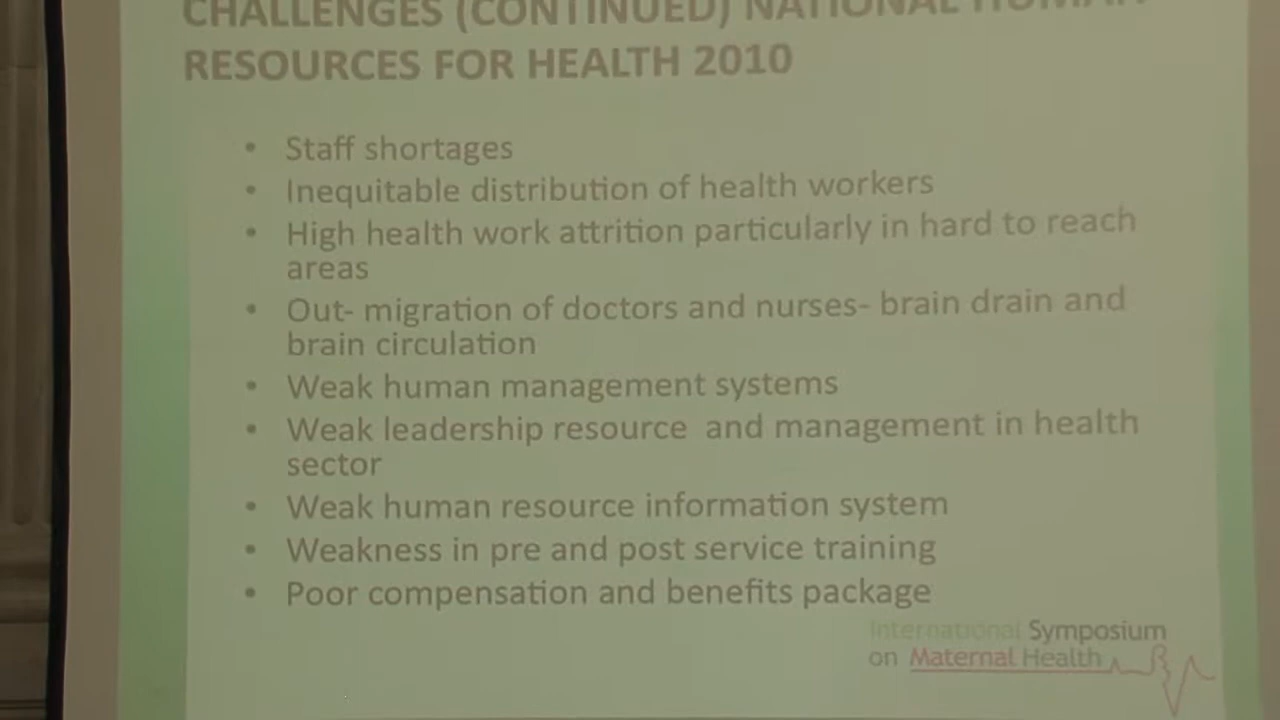 CHALLENGES (CONTINUED) NATIONAL HUMAN
RESOURCES FOR HEALTH 2010
• Staff shortages
• Inequitable distribution of health workers
• High health work attrition particularly in hard to reach
areas
• Out- migration of doctors and nurses- brain drain and
brain circulation
• Weak human management systems
• Weak leadership resource  and management in health
sector
• Weak human resource information system
• Weakness in pre and post service training
• Poor compensation and benefits package
International Symposium
on Maternal Health